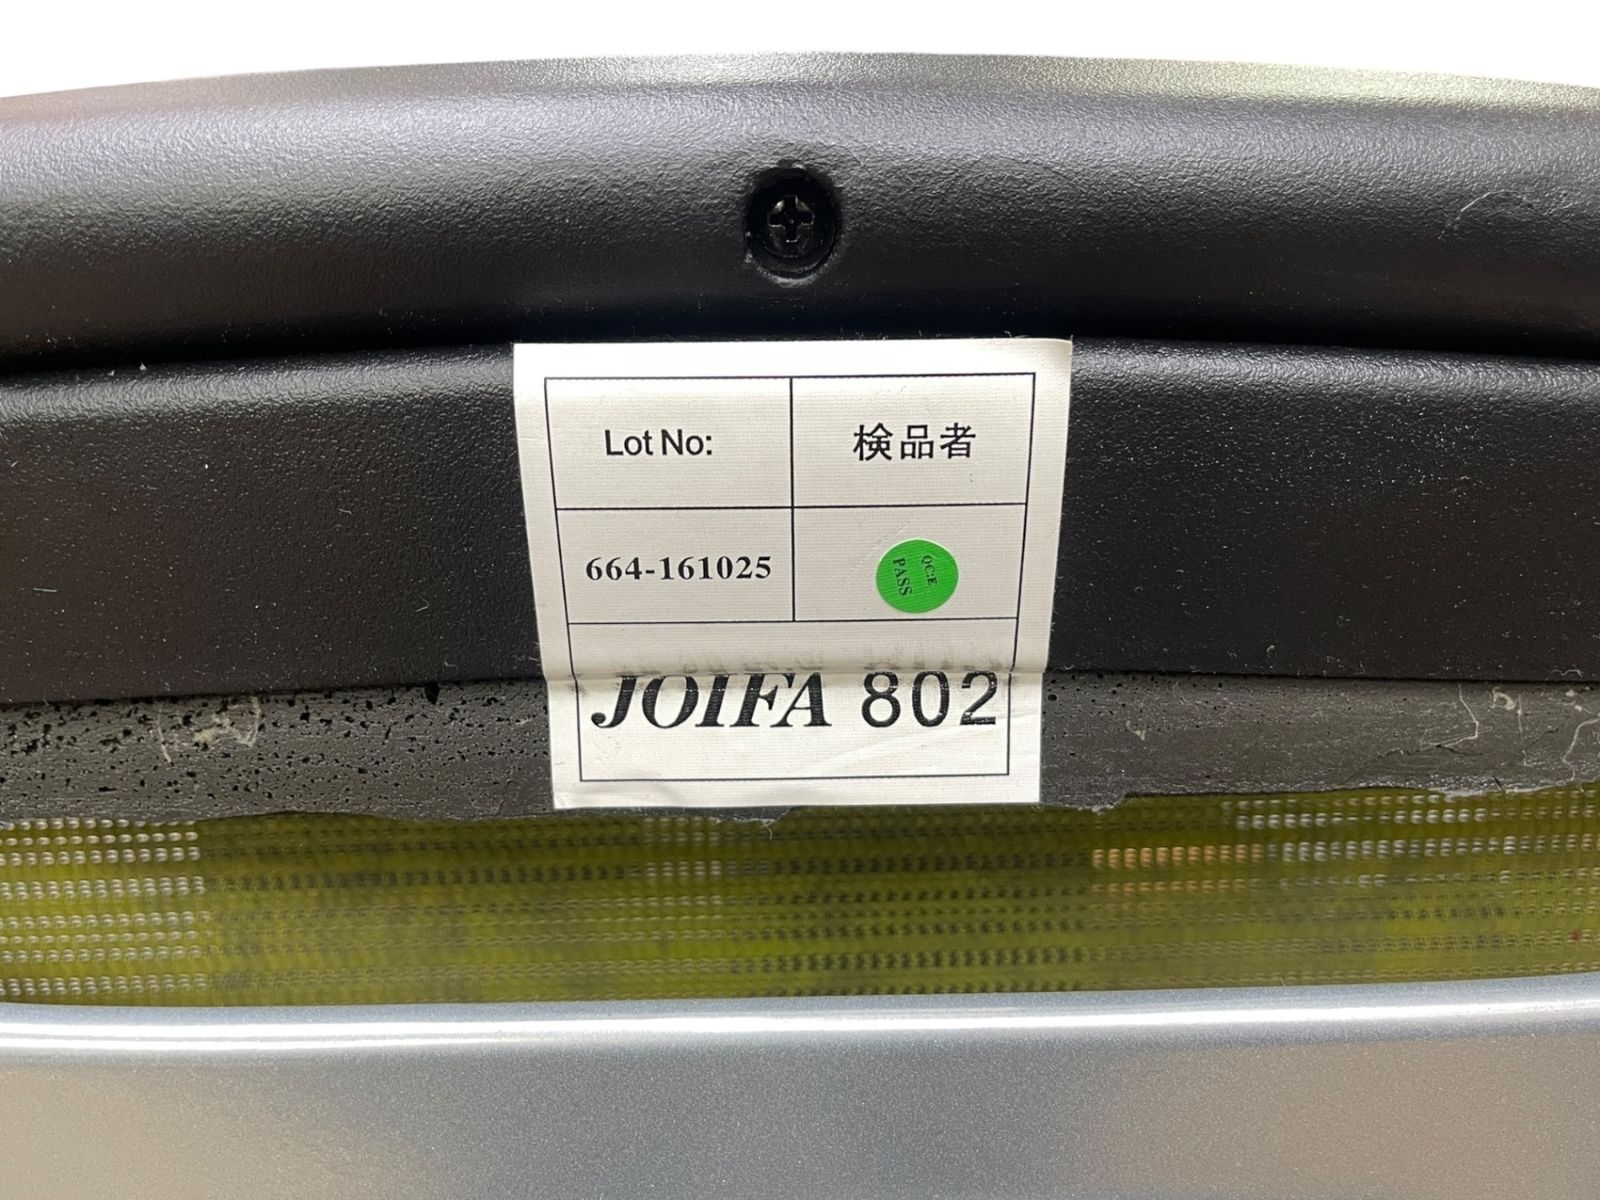 Lot No:
検品者
664-161025
QC:E
PASS
JOIFA 802